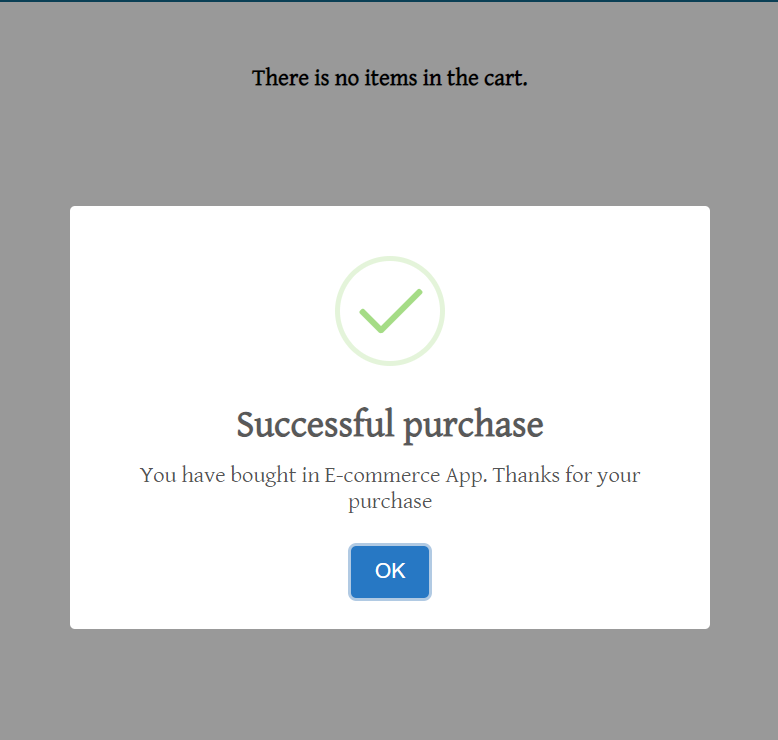 There is no items in the cart.
Successful purchase
You have bought in E-commerce App. Thanks for your
purchase
OK